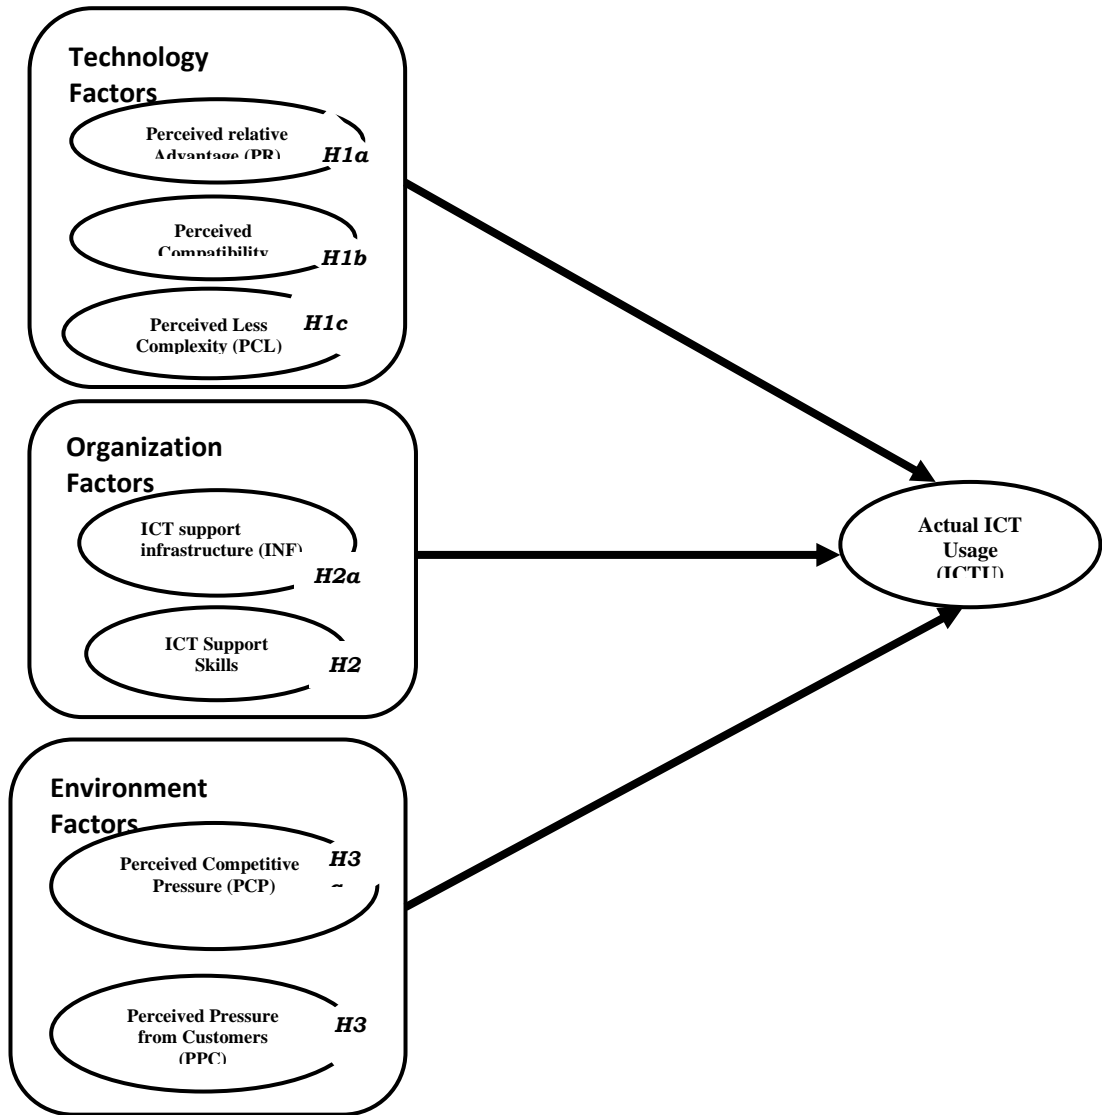 Technology
Factors
Perceived relative
Advantage (PR)
H1a
Perceived
Compatibility
H1b
Perceived Less
Complexity (PCL)
H1c
Organization
Factors
ICT support
infrastructure (INF)
H2a
ICT Support
Skills
H2
Environment
Factors
Perceived Competitive
Pressure (PCP)
H3
Perceived Pressure
from Customers
(PPC)
H3
Actual ICT
Usage
(ICTU)